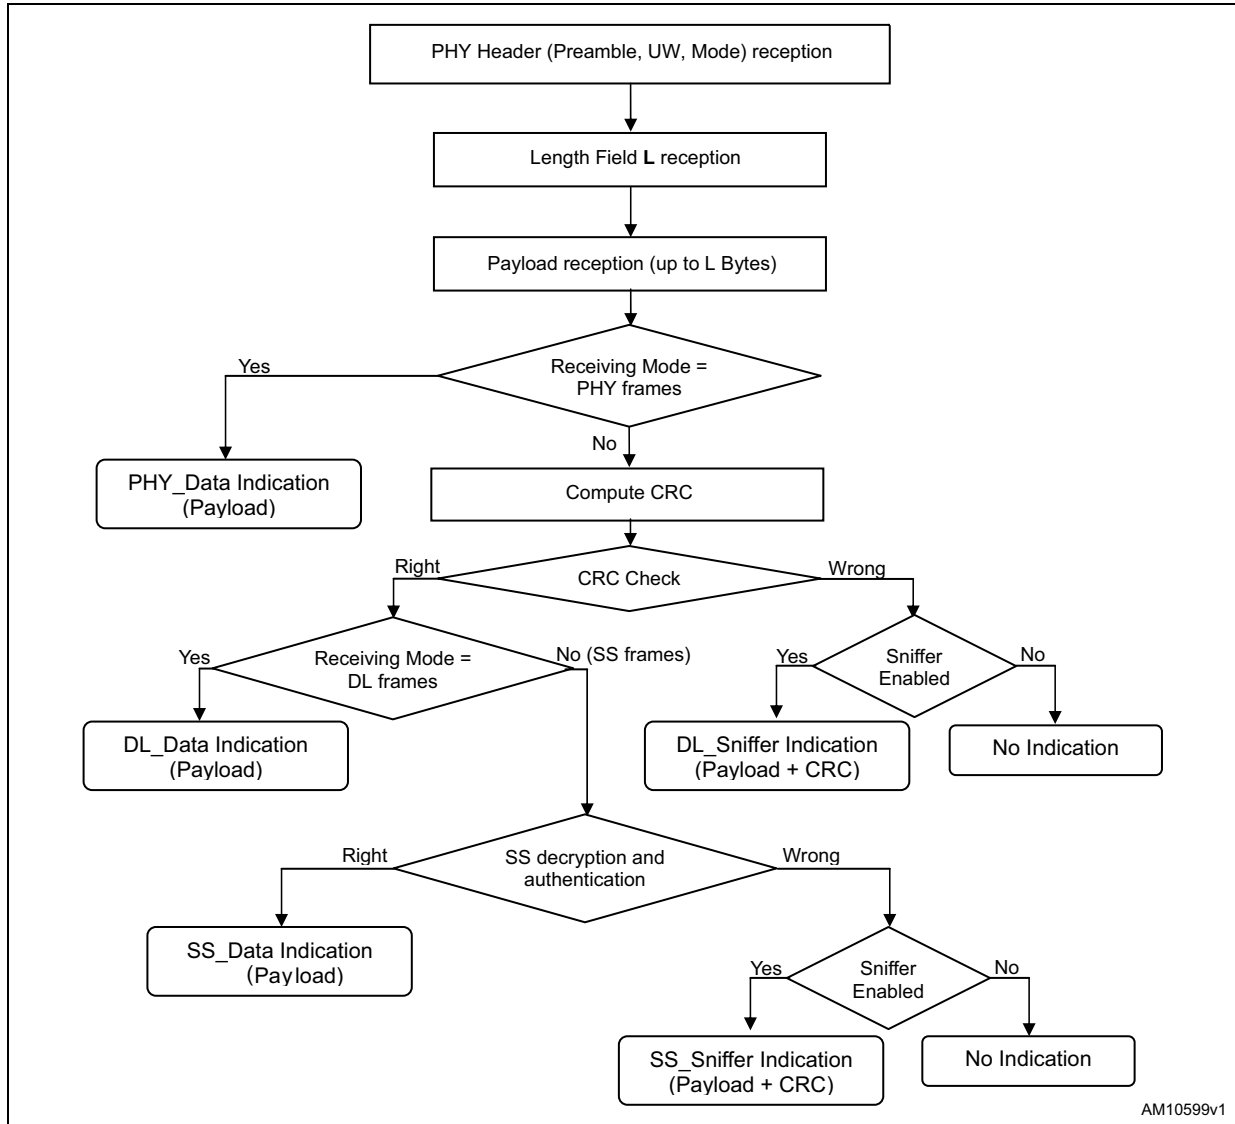 PHY Header (Preamble, UW, Mode) reception
Length Field L reception
Payload reception (up to L Bytes)
Yes
Receiving Mode =
PHY frames
No
PHY_Data Indication
(Payload)
Compute CRC
Right
CRC Check
Wrong
Yes
Receiving Mode =
DL frames
No (SS frames)
Yes
Sniffer
Enabled
No
DL_Data Indication
(Payload)
DL_Sniffer Indication
(Payload + CRC)
No Indication
Right
SS decryption and
authentication
Wrong
SS_Data Indication
(Payload)
Yes
Sniffer
Enabled
No
SS_Sniffer Indication
(Payload + CRC)
No Indication
AM10599v1